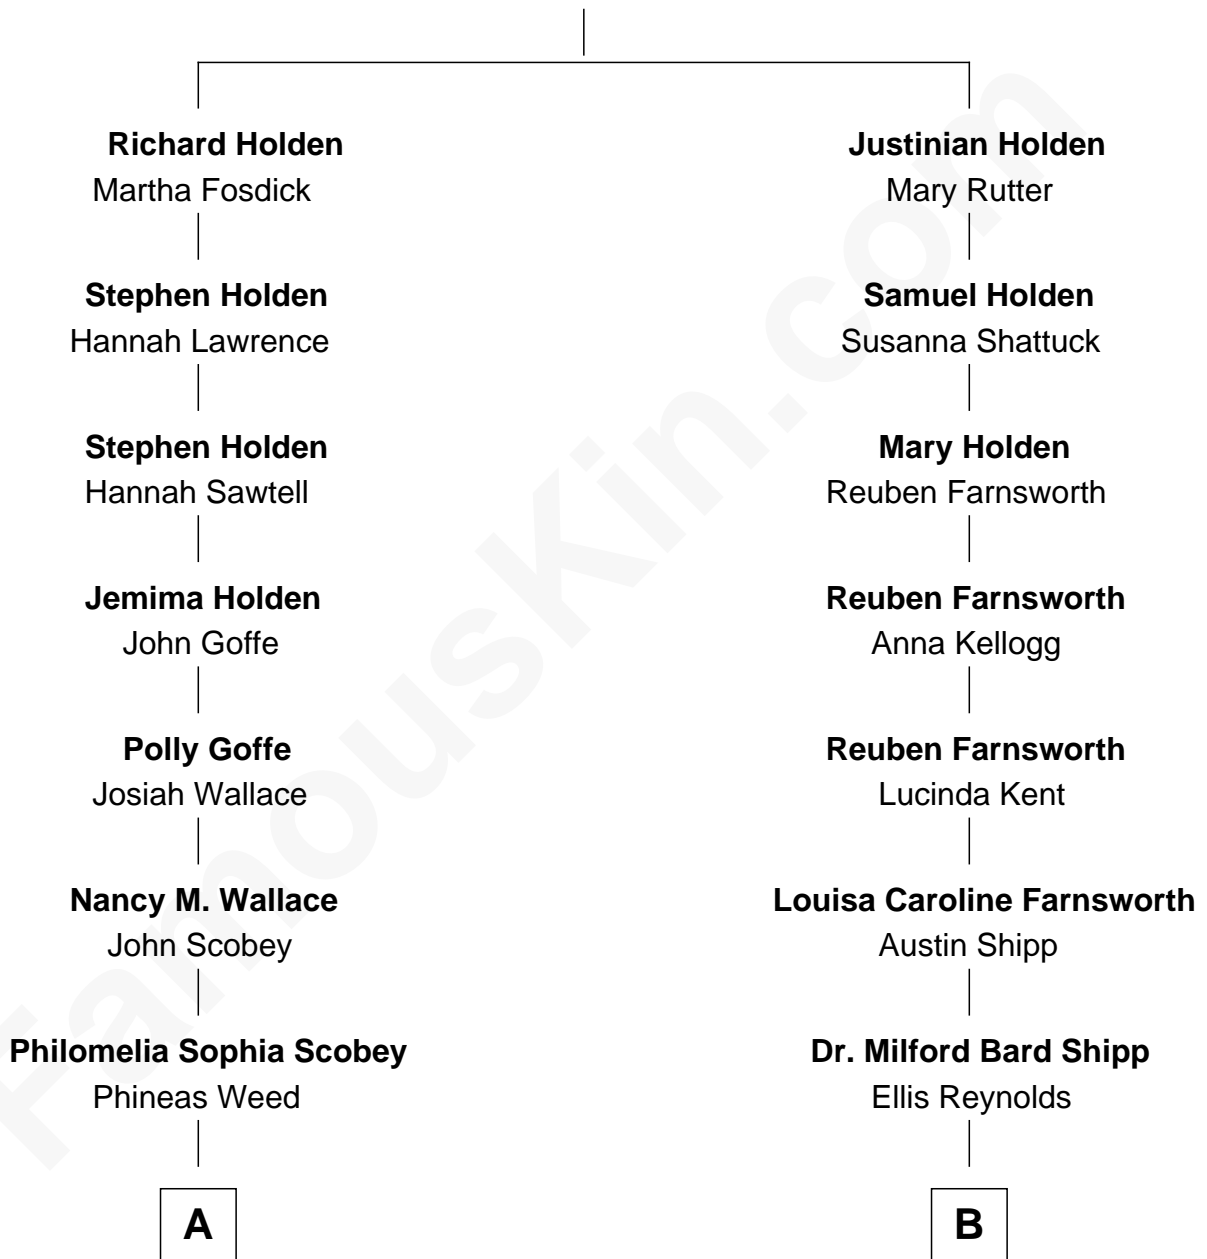 Richard Holden
Martha Fosdick
Stephen Holden
Hannah Lawrence
Stephen Holden
Hannah Sawtell
Jemima Holden
John Goffe
Polly Goffe
Josiah Wallace
Nancy M. Wallace
John Scobey
Philomelia Sophia Scobey
Phineas Weed
A
Justinian Holden
Mary Rutter
Samuel Holden
Susanna Shattuck
Mary Holden
Reuben Farnsworth
Reuben Farnsworth
Anna Kellogg
Reuben Farnsworth
Lucinda Kent
Louisa Caroline Farnsworth
Austin Shipp
Dr. Milford Bard Shipp
Ellis Reynolds
B
FamousKin.com